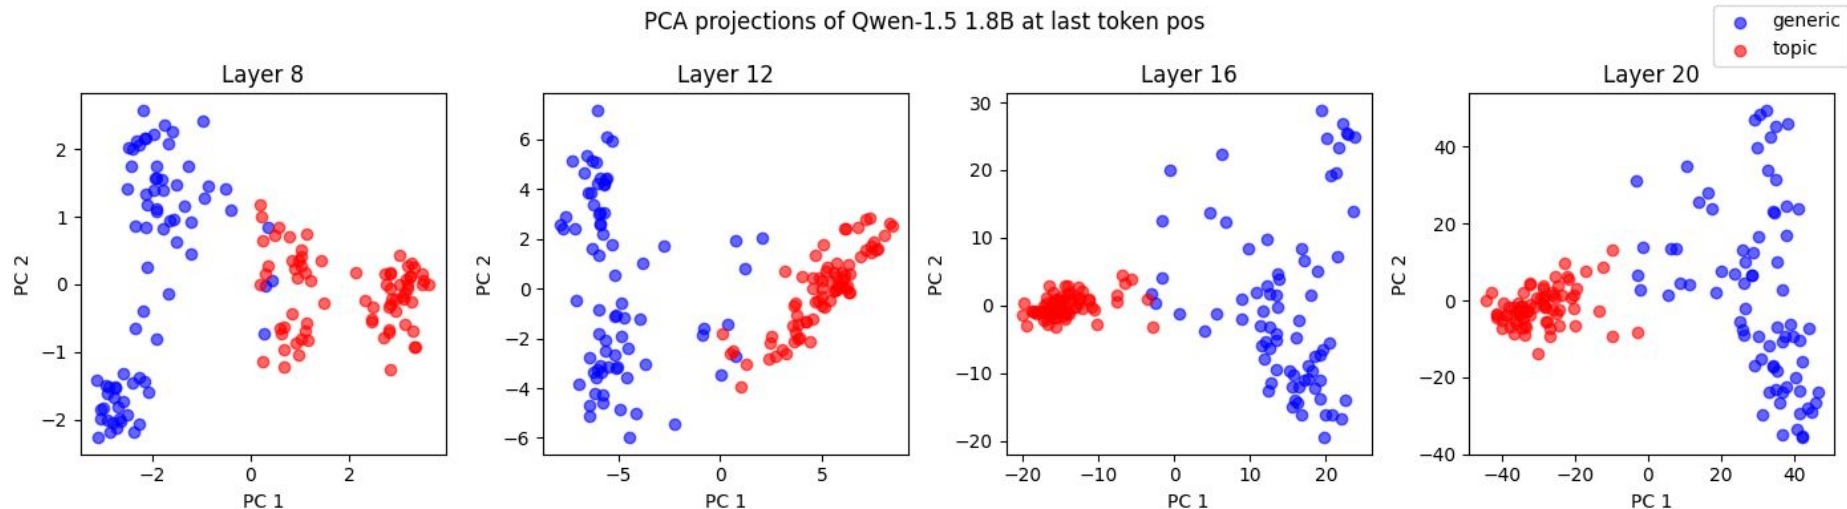 PCA projections of Qwen-1.5 1.8B at last token pos
generic
topic
Layer 8
2
1
0
−1
−2
−2
0
2
PC 1
PC 2
Layer 12
6
4
2
0
−2
−4
−6
−5
0
5
PC 1
PC 2
Layer 16
30
20
10
0
−10
−20
−20
−10
0
10
20
PC 1
PC 2
Layer 20
40
20
0
−20
−40
−40
−20
0
20
40
PC 1
PC 2